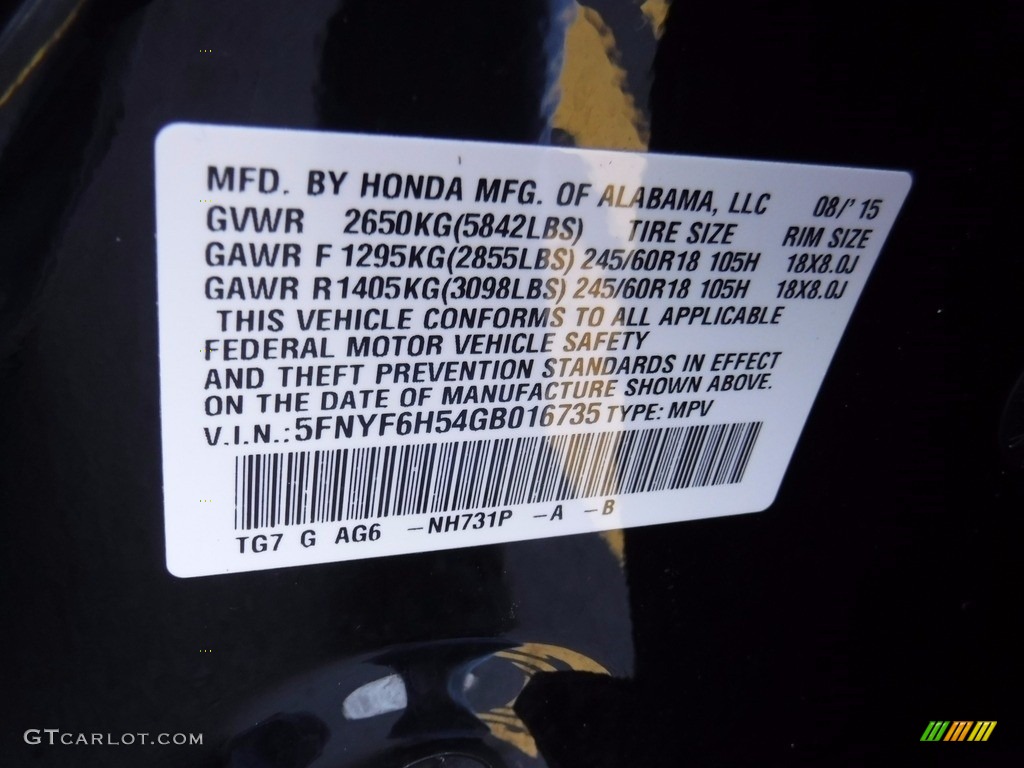 MFD. BY HONDA MFG. OF ALABAMA, LLC 08/'15
GVWR 2650KG(5842LBS) TIRE SIZE RIM SIZE
GAWR F 1295KG(2855LBS) 245/60R18 105H 18X8.0J
GAWR R1405KG(3098LBS) 245/60R18 105H 18X8.0J
THIS VEHICLE CONFORMS TO ALL APPLICABLE
FEDERAL MOTOR VEHICLE SAFETY
AND THEFT PREVENTION STANDARDS IN EFFECT
ON THE DATE OF MANUFACTURE SHOWN ABOVE.
V.I.N.: 5FNYF6H54GB016735 TYPE: MPV
TG7 G AG6 -NH731P -A -B
GTCARLOT.COM